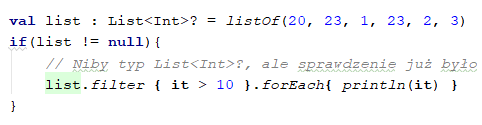 val list : List<Int>? = listOf(20, 23, 1, 23, 2, 3)
if(list != null){
// Niby typ List<Int>?, ale sprawdzenie już było
list.filter { it > 10 }.forEach{ println(it) }
}